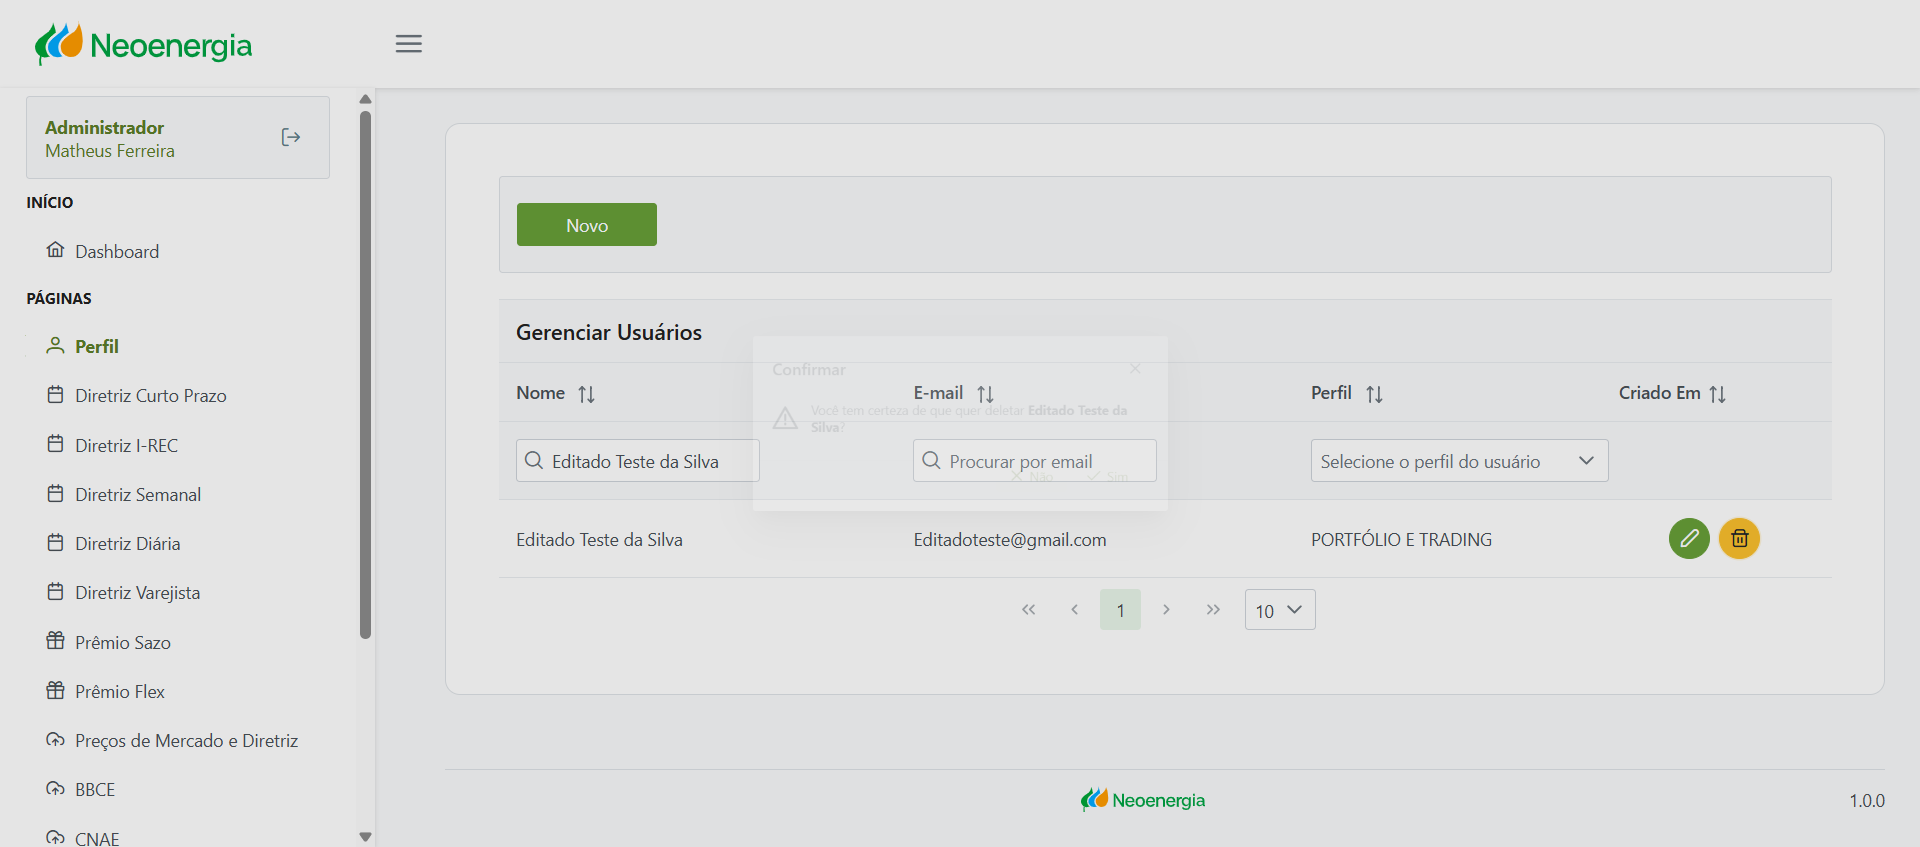 Neoenergia
Administrador
Matheus Ferreira
INÍCIO
Dashboard
PÁGINAS
Perfil
Diretriz Curto Prazo
Diretriz I-REC
Diretriz Semanal
Diretriz Diária
Diretriz Varejista
Prêmio Sazo
Prêmio Flex
Preços de Mercado e Diretriz
BBCE
CNAE
Novo
Gerenciar Usuários
Nome
E-mail
Perfil
Criado Em
Editado Teste da Silva
Procurar por email
Selecione o perfil do usuário
Editado Teste da Silva
Editadoteste@gmail.com
PORTFÓLIO E TRADING
1
10
Confirmar
Você tem certeza de que quer deletar Editado Teste da
Silva?
Não
Sim
Neoenergia
1.0.0